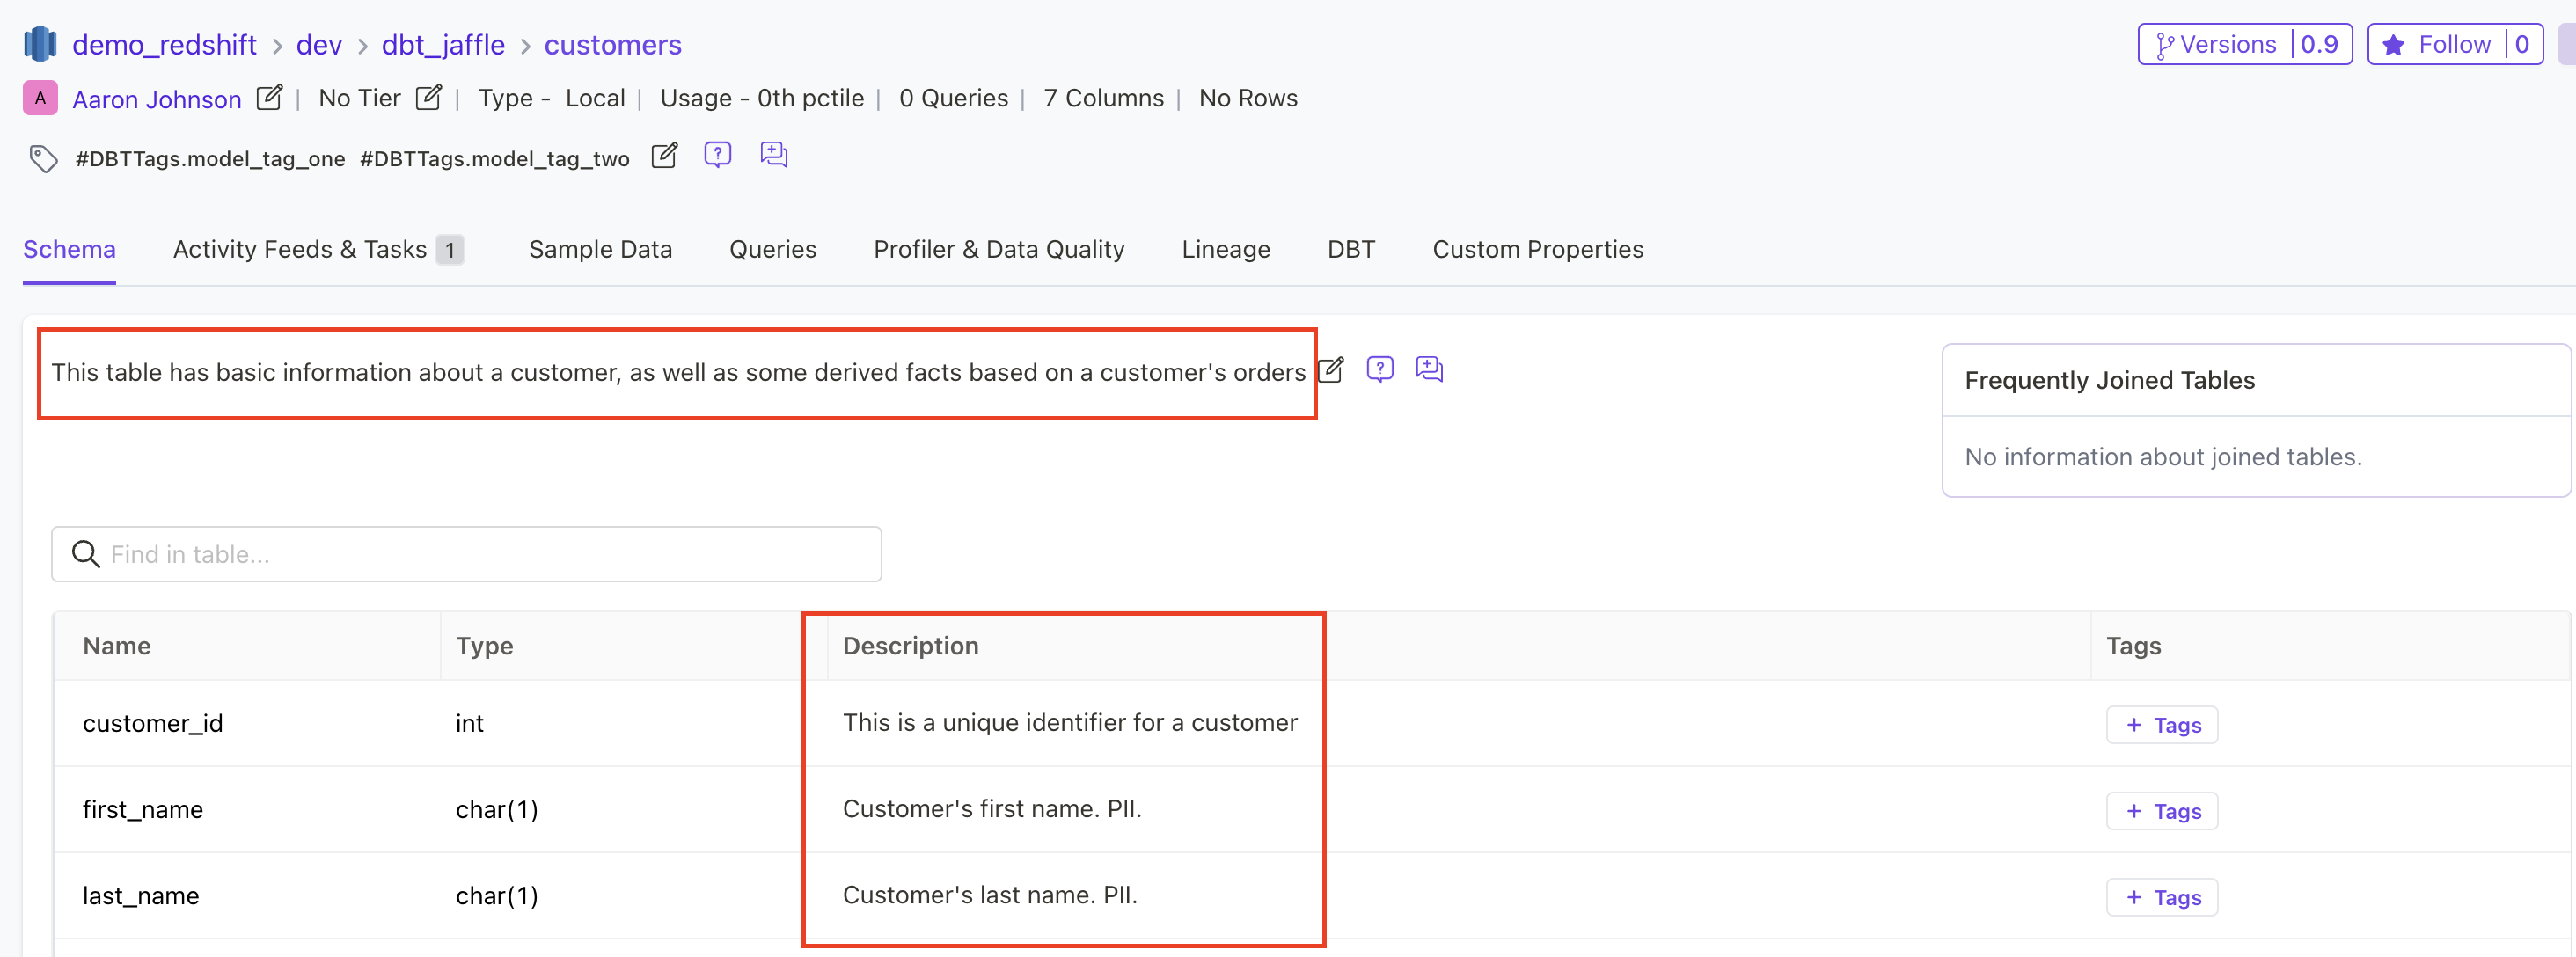 demo_redshift > dev > dbt_jaffle > customers
Versions | 0.9
Follow | 0
A Aaron Johnson | No Tier | Type - Local | Usage - 0th pctile | 0 Queries | 7 Columns | No Rows
#DBTTags.model_tag_one #DBTTags.model_tag_two
Schema Activity Feeds & Tasks 1 Sample Data Queries Profiler & Data Quality Lineage DBT Custom Properties
This table has basic information about a customer, as well as some derived facts based on a customer's orders
Frequently Joined Tables
No information about joined tables.
Find in table...
Name Type Description Tags
customer_id int This is a unique identifier for a customer + Tags
first_name char(1) Customer's first name. PII. + Tags
last_name char(1) Customer's last name. PII. + Tags